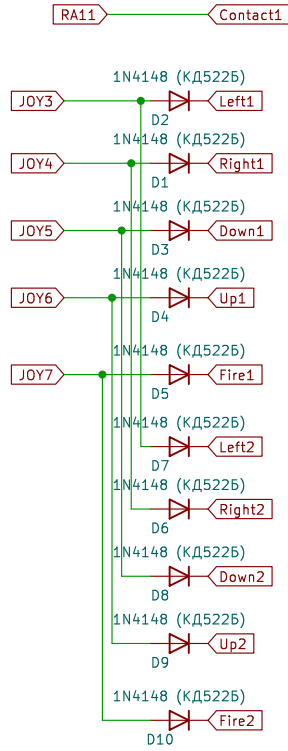 RA11 Contact1
1N4148 (КД522Б)
JOY3 Left1
D2
1N4148 (КД522Б)
JOY4 Right1
D1
1N4148 (КД522Б)
JOY5 Down1
D3
1N4148 (КД522Б)
JOY6 Up1
D4
1N4148 (КД522Б)
JOY7 Fire1
D5
1N4148 (КД522Б)
Left2
D7
1N4148 (КД522Б)
Right2
D6
1N4148 (КД522Б)
Down2
D8
1N4148 (КД522Б)
Up2
D9
1N4148 (КД522Б)
Fire2
D10